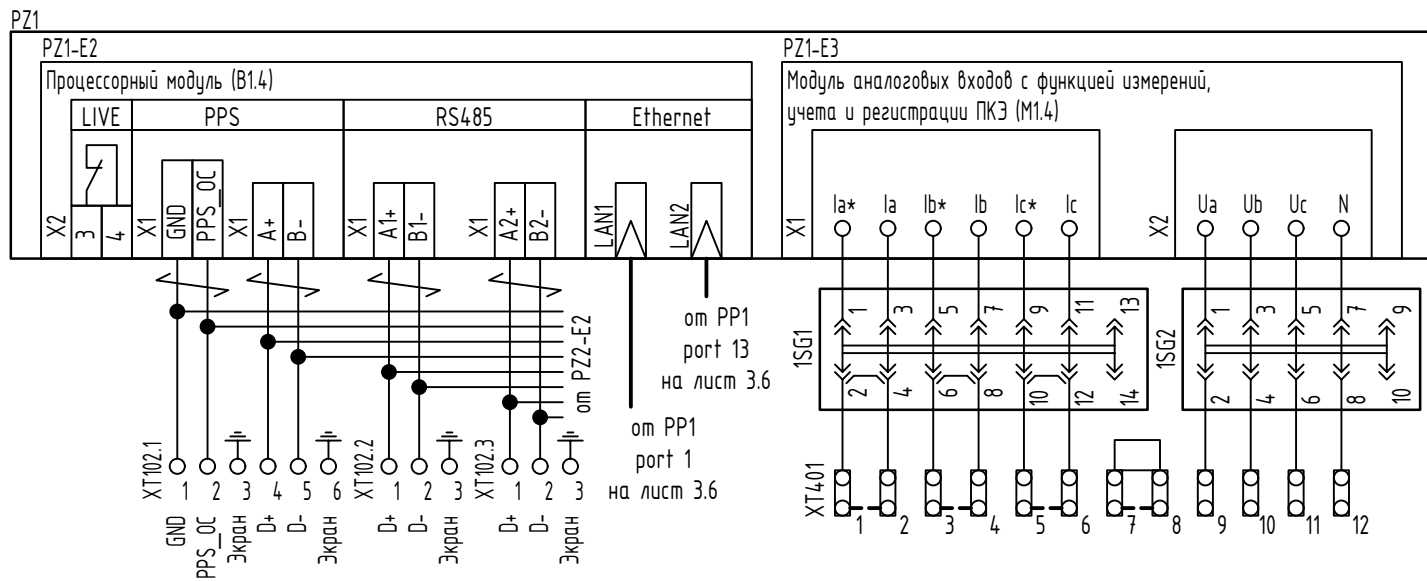 PZ1
PZ1-E2
Процессорный модуль (B1.4)
LIVE
PPS
RS485
Ethernet
X2
3
4
X1
GND
PPS_OC
X1
A+
B-
X1
A1+
B1-
X1
A2+
B2-
LAN1
LAN2
PZ1-E3
Модуль аналоговых входов с функцией измерений,
учета и регистрации ПКЭ (М1.4)
X1
Ia*
Ia
Ib*
Ib
Ic*
Ic
X2
Ua
Ub
Uc
N
от PZ2-E2
от PP1
port 13
на лист 3.6
от PP1
port 1
на лист 3.6
1SG1
1
3
5
7
9
11
13
2
4
6
8
10
12
14
1SG2
1
3
5
7
9
2
4
6
8
10
XT102.1
1
2
3
4
5
6
GND
PPS_OC
Экран
D+
D-
Экран
XT102.2
1
2
3
D+
D-
Экран
XT102.3
1
2
3
D+
D-
Экран
XT401
1
2
3
4
5
6
7
8
9
10
11
12